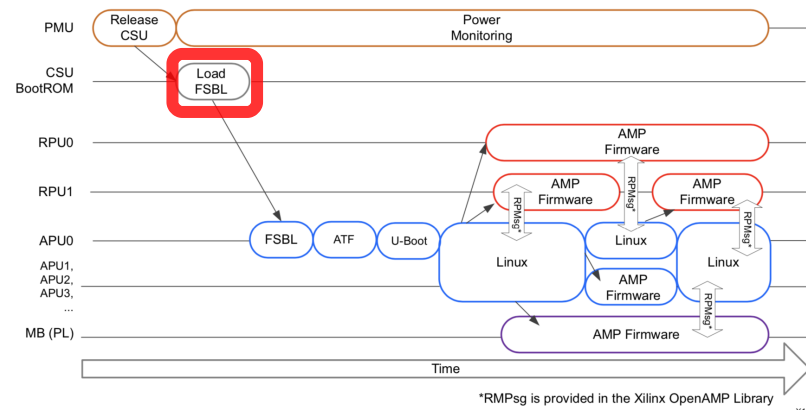 PMU
Release
CSU
Power
Monitoring
CSU
BootROM
Load
FSBL
RPU0
AMP
Firmware
RPU1
AMP
Firmware
RPMsg*
AMP
Firmware
RPMsg*
RPMsg*
APU0
FSBL
ATF
U-Boot
Linux
Linux
Linux
APU1,
APU2,
APU3,
...
AMP
Firmware
RPMsg*
MB (PL)
AMP Firmware
Time
*RMPsg is provided in the Xilinx OpenAMP Library